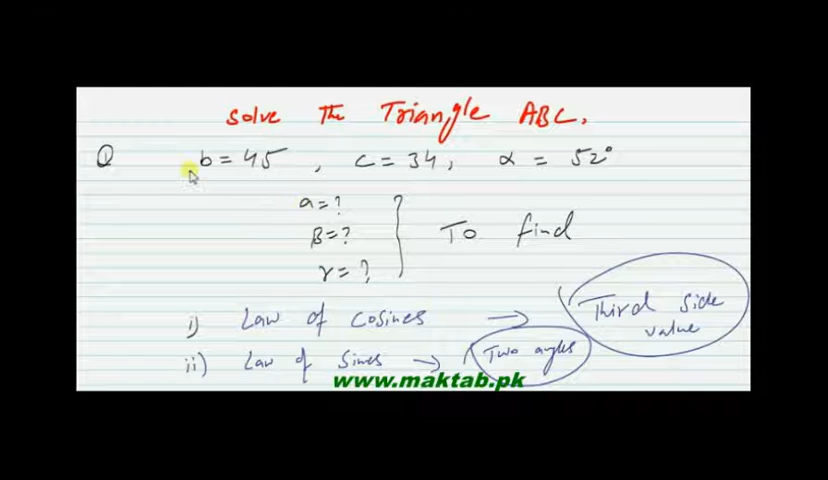 Solve The Triangle ABC.
Q b = 45 , c = 34, α = 52°
a = ?
β = ? } To find
γ = ?
i) Law of cosines → Third side value
ii) Law of Sines → Two angles
www.maktab.pk